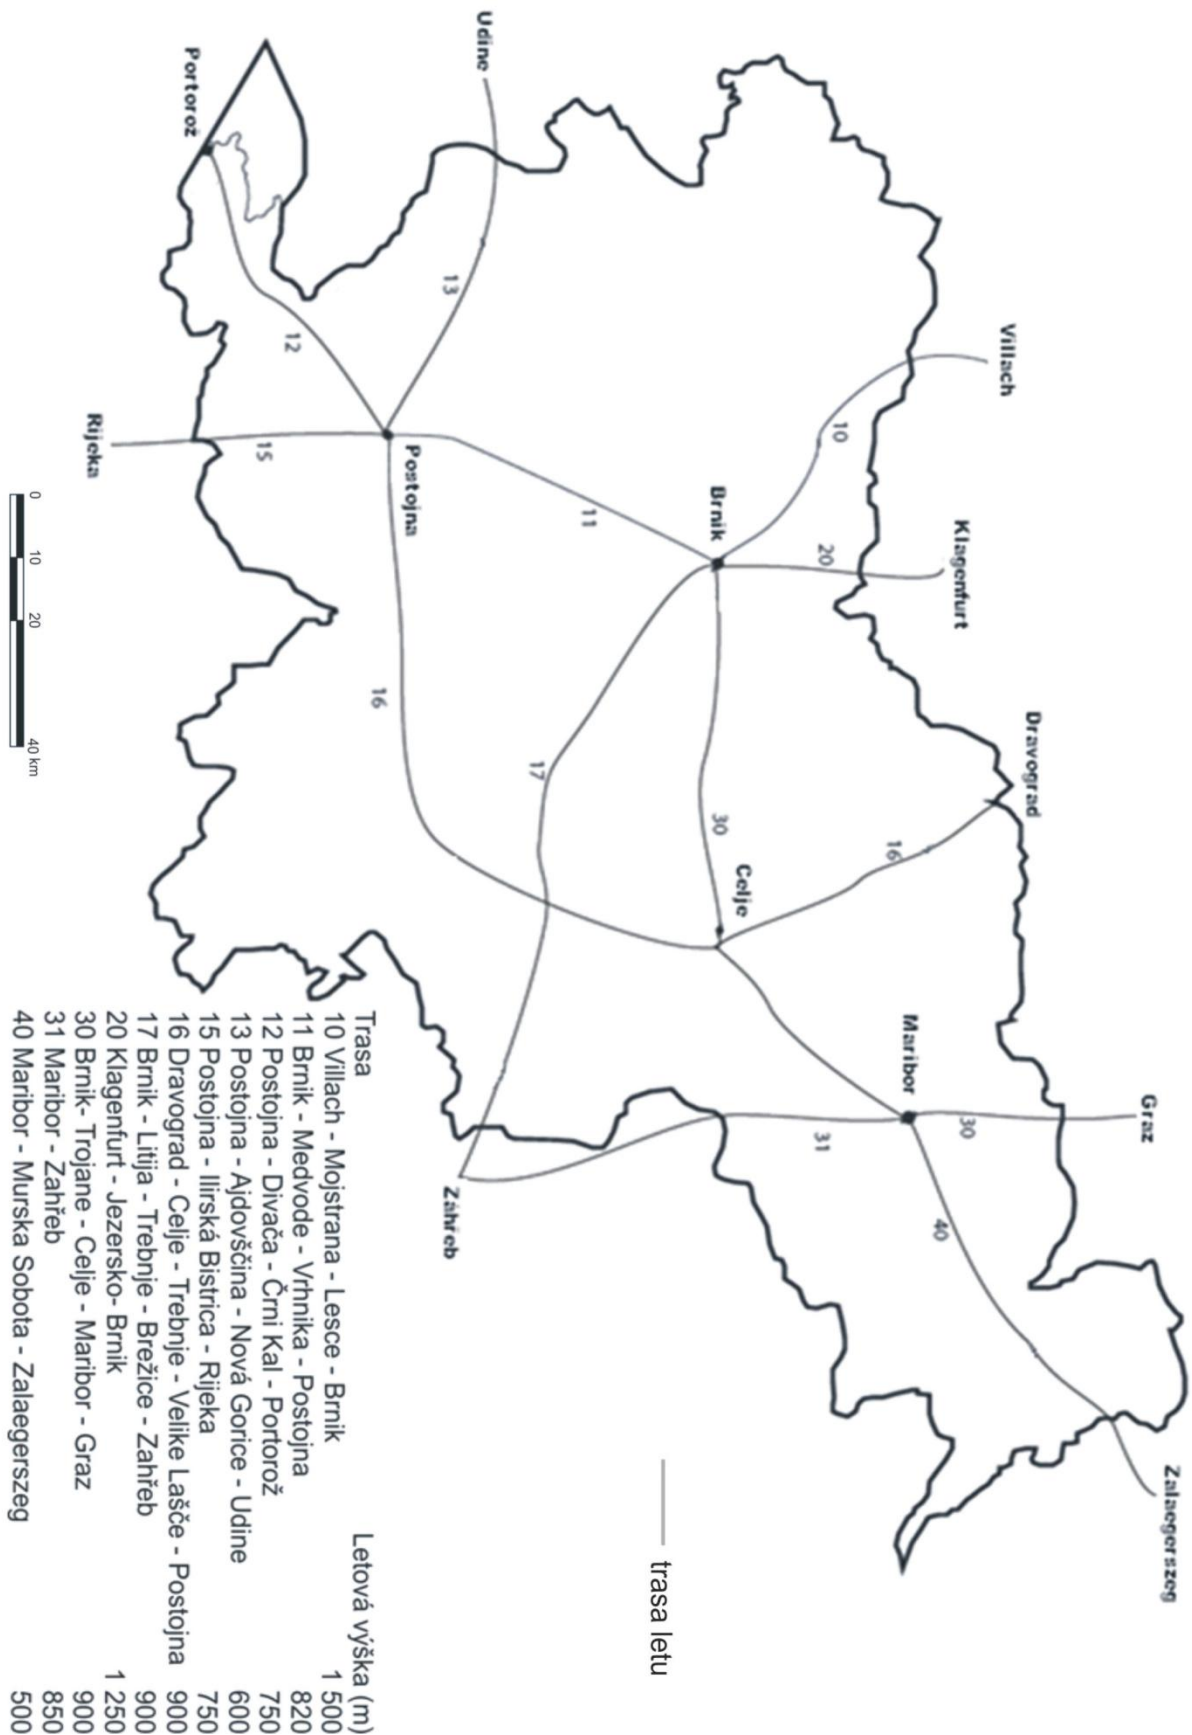 Graz
Zalaegerszeg
Dravograd
Villach
Klagenfurt
Maribor
Celje
Brnik
Udine
Postojna
Záhřeb
Portorož
Rijeka
30
40
16
10
20
31
30
11
17
13
16
12
15
trasa letu
0 10 20 40 km
Trasa Letová výška (m)
10 Villach - Mojstrana - Lesce - Brnik 1 500
11 Brnik - Medvode - Vrhnika - Postojna 820
12 Postojna - Divača - Črni Kal - Portorož 750
13 Postojna - Ajdovščina - Nová Gorice - Udine 600
15 Postojna - Ilirská Bistrica - Rijeka 750
16 Dravograd - Celje - Trebnje - Velike Lašče - Postojna 900
17 Brnik - Litija - Trebnje - Brežice - Zahřeb 900
20 Klagenfurt - Jezersko- Brnik 1 250
30 Brnik- Trojane - Celje - Maribor - Graz 900
31 Maribor - Zahřeb 850
40 Maribor - Murska Sobota - Zalaegerszeg 500